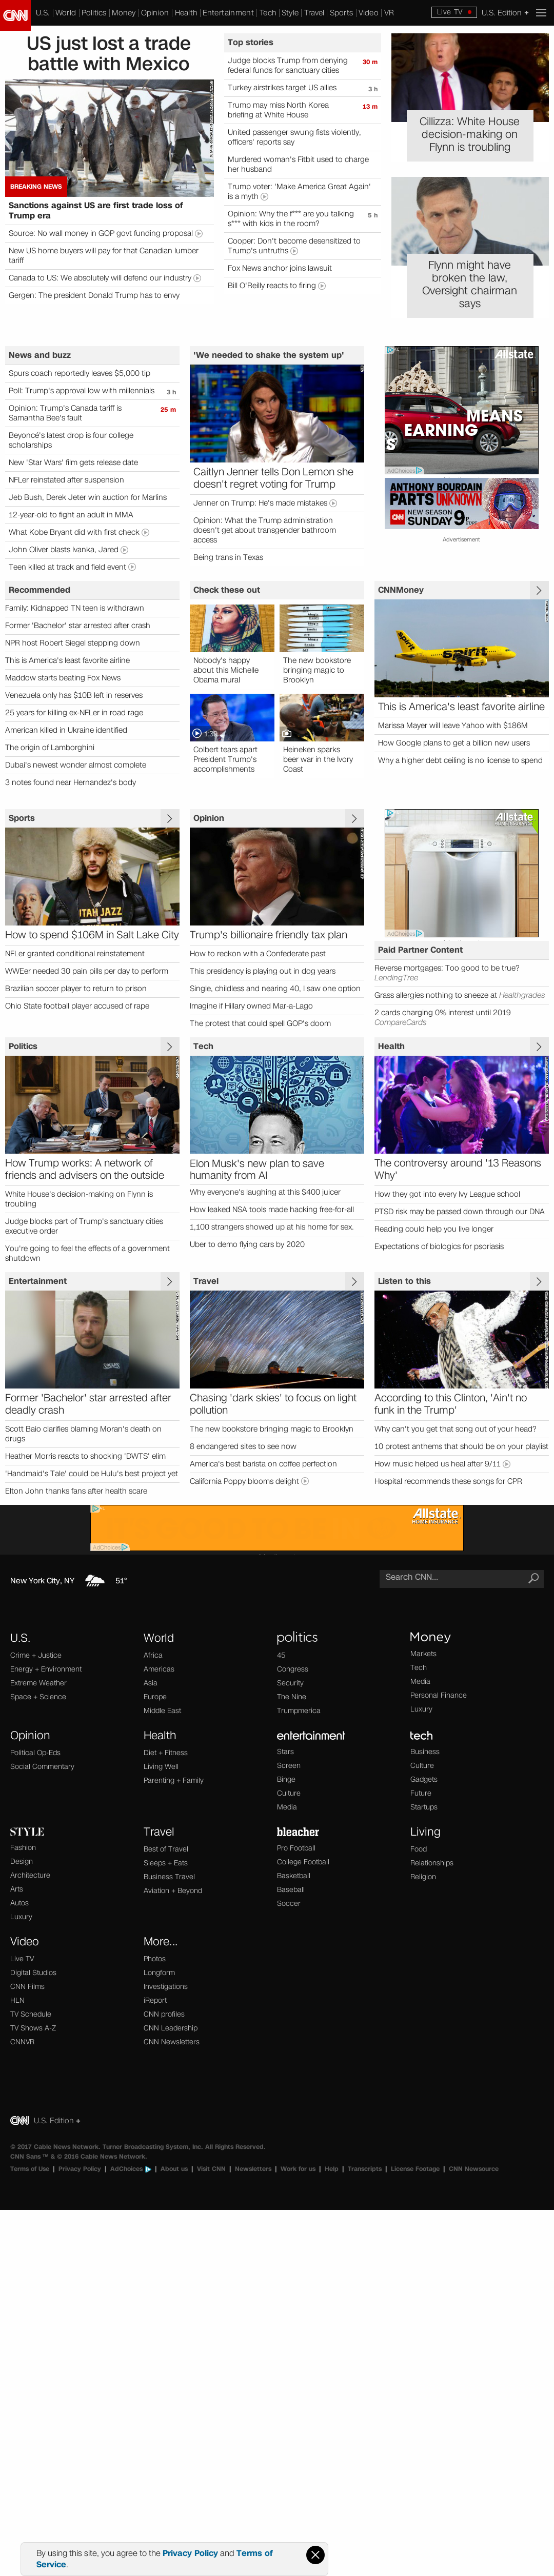 CNN
U.S. | World | Politics | Money | Opinion | Health | Entertainment | Tech | Style | Travel | Sports | Video | VR
Live TV
U.S. Edition +
US just lost a trade
battle with Mexico
BREAKING NEWS
Sanctions against US are first trade loss of
Trump era
Source: No wall money in GOP govt funding proposal
New US home buyers will pay for that Canadian lumber
tariff
Canada to US: We absolutely will defend our industry
Gergen: The president Donald Trump has to envy
Top stories
Judge blocks Trump from denying
federal funds for sanctuary cities
30 m
Turkey airstrikes target US allies
3 h
Trump may miss North Korea
briefing at White House
13 m
United passenger swung fists violently,
officers' reports say
Murdered woman's Fitbit used to charge
her husband
Trump voter: 'Make America Great Again'
is a myth
Opinion: Why the f*** are you talking
s*** with kids in the room?
5 h
Cooper: Don't become desensitized to
Trump's untruths
Fox News anchor joins lawsuit
Bill O'Reilly reacts to firing
Cillizza: White House
decision-making on
Flynn is troubling
Flynn might have
broken the law,
Oversight chairman
says
News and buzz
Spurs coach reportedly leaves $5,000 tip
Poll: Trump's approval low with millennials
3 h
Opinion: Trump's Canada tariff is
Samantha Bee's fault
25 m
Beyoncé's latest drop is four college
scholarships
New 'Star Wars' film gets release date
NFLer reinstated after suspension
Jeb Bush, Derek Jeter win auction for Marlins
12-year-old to fight an adult in MMA
What Kobe Bryant did with first check
John Oliver blasts Ivanka, Jared
Teen killed at track and field event
'We needed to shake the system up'
Caitlyn Jenner tells Don Lemon she
doesn't regret voting for Trump
Jenner on Trump: He's made mistakes
Opinion: What the Trump administration
doesn't get about transgender bathroom
access
Being trans in Texas
Allstate
MEANS
EARNING
AdChoices
ANTHONY BOURDAIN
PARTS UNKNOWN
CNN
NEW SEASON
SUNDAY 9P
Advertisement
Recommended
Family: Kidnapped TN teen is withdrawn
Former 'Bachelor' star arrested after crash
NPR host Robert Siegel stepping down
This is America's least favorite airline
Maddow starts beating Fox News
Venezuela only has $10B left in reserves
25 years for killing ex-NFLer in road rage
American killed in Ukraine identified
The origin of Lamborghini
Dubai's newest wonder almost complete
3 notes found near Hernandez's body
Check these out
Nobody's happy
about this Michelle
Obama mural
The new bookstore
bringing magic to
Brooklyn
Colbert tears apart
President Trump's
accomplishments
Heineken sparks
beer war in the Ivory
Coast
CNNMoney
spirit
This is America's least favorite airline
Marissa Mayer will leave Yahoo with $186M
How Google plans to get a billion new users
Why a higher debt ceiling is no license to spend
Sports
UTAH JAZZ
How to spend $106M in Salt Lake City
NFLer granted conditional reinstatement
WWEer needed 30 pain pills per day to perform
Brazilian soccer player to return to prison
Ohio State football player accused of rape
Opinion
Trump's billionaire friendly tax plan
How to reckon with a Confederate past
This presidency is playing out in dog years
Single, childless and nearing 40, I saw one option
Imagine if Hillary owned Mar-a-Lago
The protest that could spell GOP's doom
Allstate
HOME INSURANCE
AdChoices
Paid Partner Content
Reverse mortgages: Too good to be true?
LendingTree
Grass allergies nothing to sneeze at Healthgrades
2 cards charging 0% interest until 2019
CompareCards
Politics
How Trump works: A network of
friends and advisers on the outside
White House's decision-making on Flynn is
troubling
Judge blocks part of Trump's sanctuary cities
executive order
You're going to feel the effects of a government
shutdown
Tech
Elon Musk's new plan to save
humanity from AI
Why everyone's laughing at this $400 juicer
How leaked NSA tools made hacking free-for-all
1,100 strangers showed up at his home for sex.
Uber to demo flying cars by 2020
Health
The controversy around '13 Reasons
Why'
How they got into every Ivy League school
PTSD risk may be passed down through our DNA
Reading could help you live longer
Expectations of biologics for psoriasis
Entertainment
Former 'Bachelor' star arrested after
deadly crash
Scott Baio clarifies blaming Moran's death on
drugs
Heather Morris reacts to shocking 'DWTS' elim
'Handmaid's Tale' could be Hulu's best project yet
Elton John thanks fans after health scare
Travel
Chasing 'dark skies' to focus on light
pollution
The new bookstore bringing magic to Brooklyn
8 endangered sites to see now
America's best barista on coffee perfection
California Poppy blooms delight
Listen to this
According to this Clinton, 'Ain't no
funk in the Trump'
Why can't you get that song out of your head?
10 protest anthems that should be on your playlist
How music helped us heal after 9/11
Hospital recommends these songs for CPR
Allstate
HOME INSURANCE
AdChoices
New York City, NY
51°
Search CNN...
U.S.
Crime + Justice
Energy + Environment
Extreme Weather
Space + Science
World
Africa
Americas
Asia
Europe
Middle East
politics
45
Congress
Security
The Nine
Trumpmerica
Money
Markets
Tech
Media
Personal Finance
Luxury
Opinion
Political Op-Eds
Social Commentary
Health
Diet + Fitness
Living Well
Parenting + Family
entertainment
Stars
Screen
Binge
Culture
Media
tech
Business
Culture
Gadgets
Future
Startups
STYLE
Fashion
Design
Architecture
Arts
Autos
Luxury
Travel
Best of Travel
Sleeps + Eats
Business Travel
Aviation + Beyond
bleacher
Pro Football
College Football
Basketball
Baseball
Soccer
Living
Food
Relationships
Religion
Video
Live TV
Digital Studios
CNN Films
HLN
TV Schedule
TV Shows A-Z
CNNVR
More...
Photos
Longform
Investigations
iReport
CNN profiles
CNN Leadership
CNN Newsletters
CNN U.S. Edition +
© 2017 Cable News Network. Turner Broadcasting System, Inc. All Rights Reserved.
CNN Sans ™ & © 2016 Cable News Network.
Terms of Use | Privacy Policy | AdChoices | About us | Visit CNN | Newsletters | Work for us | Help | Transcripts | License Footage | CNN Newsource
By using this site, you agree to the Privacy Policy and Terms of
Service.